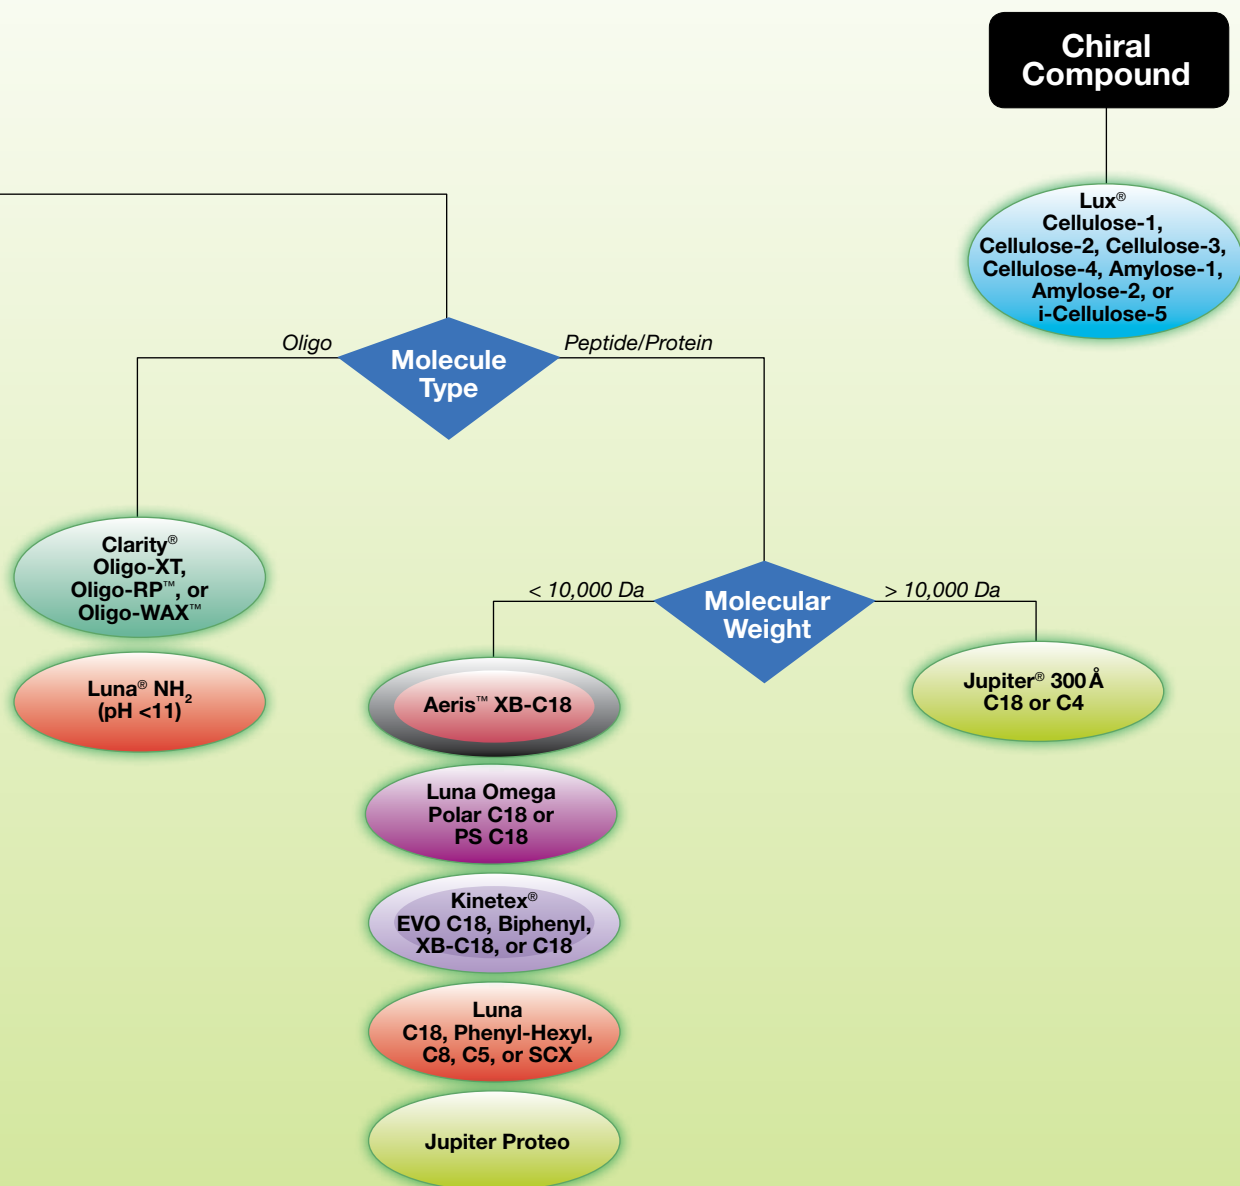 Chiral
Compound
Lux®
Cellulose-1,
Cellulose-2, Cellulose-3,
Cellulose-4, Amylose-1,
Amylose-2, or
i-Cellulose-5
Oligo
Molecule
Type
Peptide/Protein
Clarity®
Oligo-XT,
Oligo-RP™, or
Oligo-WAX™
Luna® NH₂
(pH <11)
< 10,000 Da
Molecular
Weight
> 10,000 Da
Aeris™ XB-C18
Luna Omega
Polar C18 or
PS C18
Kinetex®
EVO C18, Biphenyl,
XB-C18, or C18
Luna
C18, Phenyl-Hexyl,
C8, C5, or SCX
Jupiter Proteo
Jupiter® 300 Å
C18 or C4